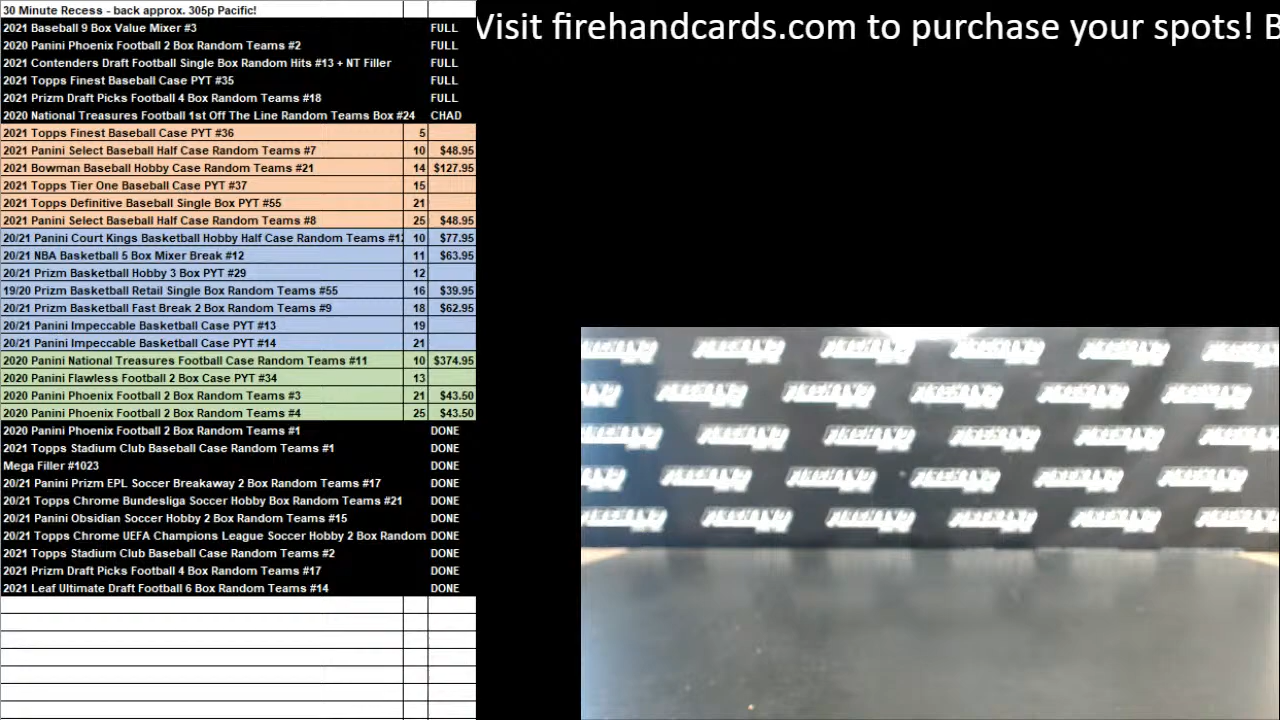 30 Minute Recess - back approx. 305p Pacific!
2021 Baseball 9 Box Value Mixer #3 FULL
2020 Panini Phoenix Football 2 Box Random Teams #2 FULL
2021 Contenders Draft Football Single Box Random Hits #13 + NT Filler FULL
2021 Topps Finest Baseball Case PYT #35 FULL
2021 Prizm Draft Picks Football 4 Box Random Teams #18 FULL
2020 National Treasures Football 1st Off The Line Random Teams Box #24 CHAD
2021 Topps Finest Baseball Case PYT #36 5
2021 Panini Select Baseball Half Case Random Teams #7 10 $48.95
2021 Bowman Baseball Hobby Case Random Teams #21 14 $127.95
2021 Topps Tier One Baseball Case PYT #37 15
2021 Topps Definitive Baseball Single Box PYT #55 21
2021 Panini Select Baseball Half Case Random Teams #8 25 $48.95
20/21 Panini Court Kings Basketball Hobby Half Case Random Teams 10 $77.95
20/21 NBA Basketball 5 Box Mixer Break #12 11 $63.95
20/21 Prizm Basketball Hobby 3 Box PYT #29 12
19/20 Prizm Basketball Retail Single Box Random Teams #55 16 $39.95
20/21 Prizm Basketball Fast Break 2 Box Random Teams #9 18 $62.95
20/21 Panini Impeccable Basketball Case PYT #13 19
20/21 Panini Impeccable Basketball Case PYT #14 21
2020 Panini National Treasures Football Case Random Teams #11 10 $374.95
2020 Panini Flawless Football 2 Box Case PYT #34 13
2020 Panini Phoenix Football 2 Box Random Teams #3 21 $43.50
2020 Panini Phoenix Football 2 Box Random Teams #4 25 $43.50
2020 Panini Phoenix Football 2 Box Random Teams #1 DONE
2021 Topps Stadium Club Baseball Case Random Teams #1 DONE
Mega Filler #1023 DONE
20/21 Panini Prizm EPL Soccer Breakaway 2 Box Random Teams #17 DONE
20/21 Topps Chrome Bundesliga Soccer Hobby Box Random Teams #21 DONE
20/21 Panini Obsidian Soccer Hobby 2 Box Random Teams #15 DONE
20/21 Topps Chrome UEFA Champions League Soccer Hobby 2 Box Random DONE
2021 Topps Stadium Club Baseball Case Random Teams #2 DONE
2021 Prizm Draft Picks Football 4 Box Random Teams #17 DONE
2021 Leaf Ultimate Draft Football 6 Box Random Teams #14 DONE
Visit firehandcards.com to purchase your spots! B